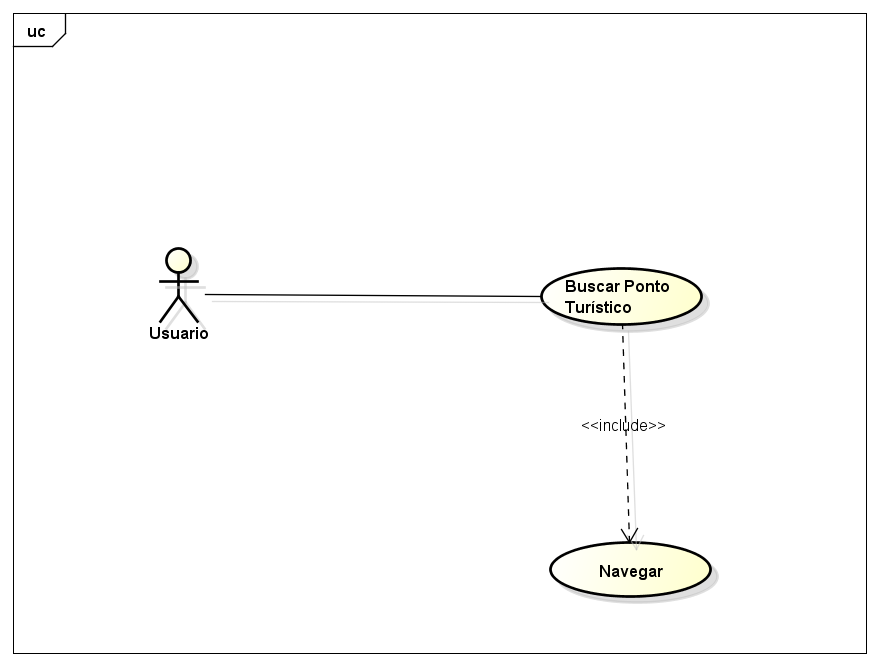 uc
Buscar Ponto
Turístico
Usuario
<<include>>
Navegar